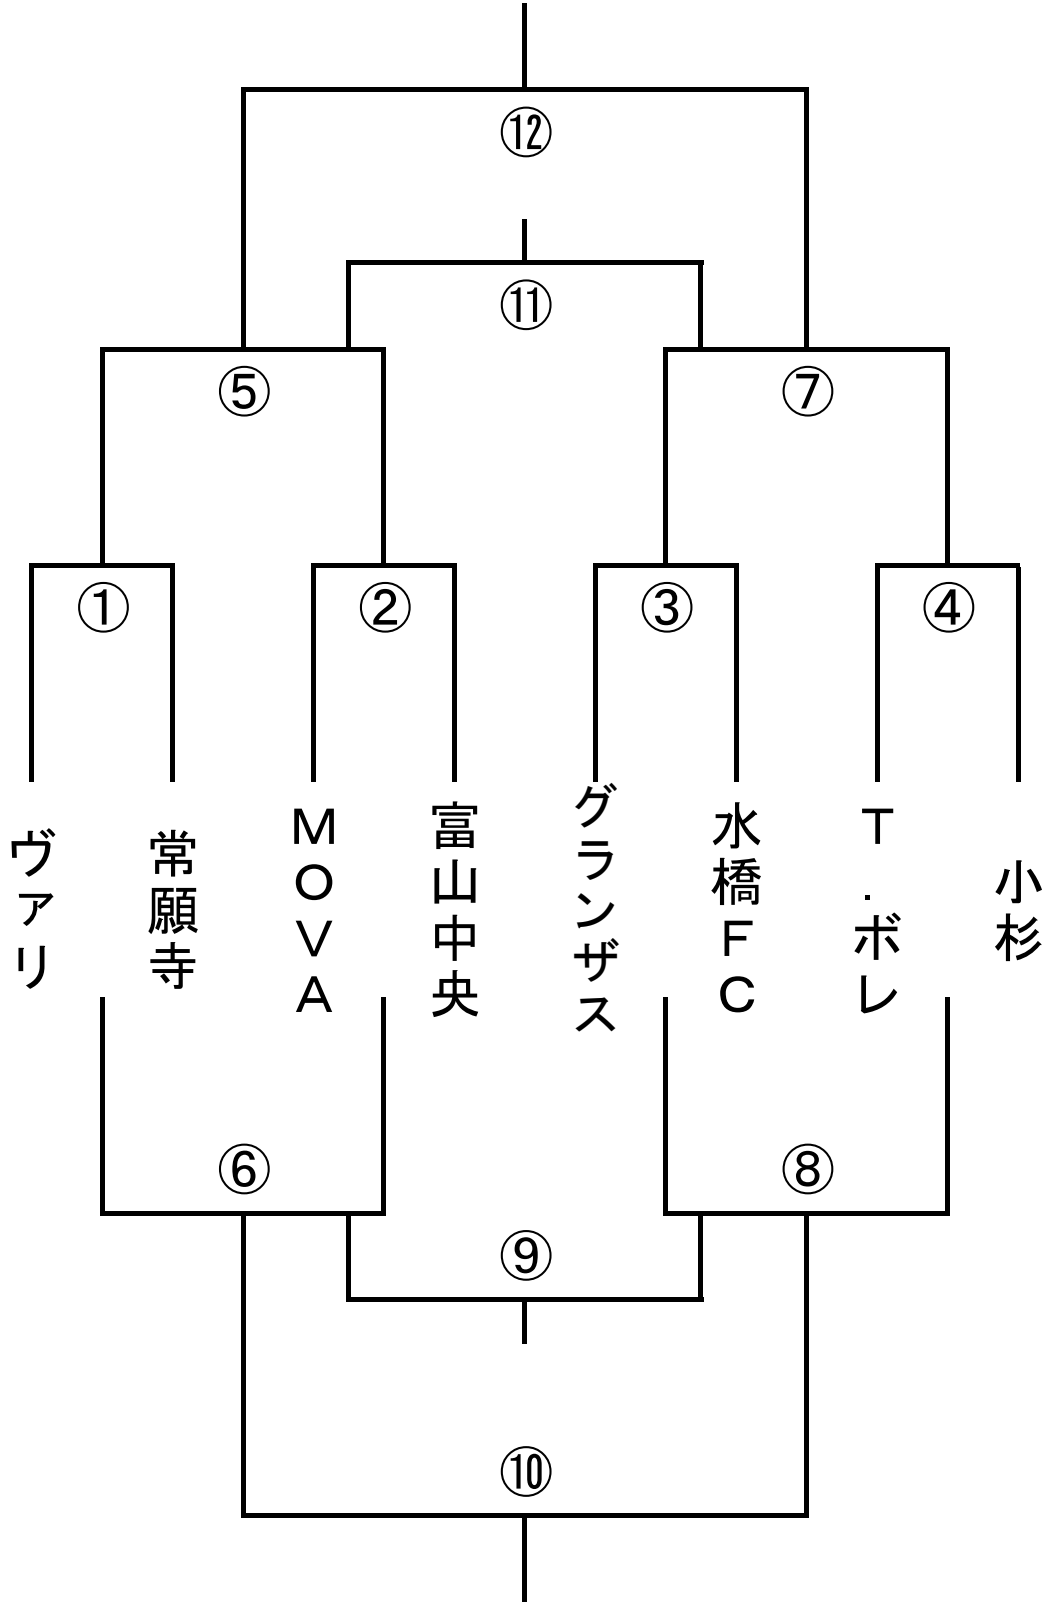 ⑫
⑪
⑤
⑦
①
②
③
④
ヴァリ
常願寺
ＭＯＶＡ
富山中央
グランザス
水橋ＦＣ
Ｔ.ボレ
小杉
⑥
⑧
⑨
⑩